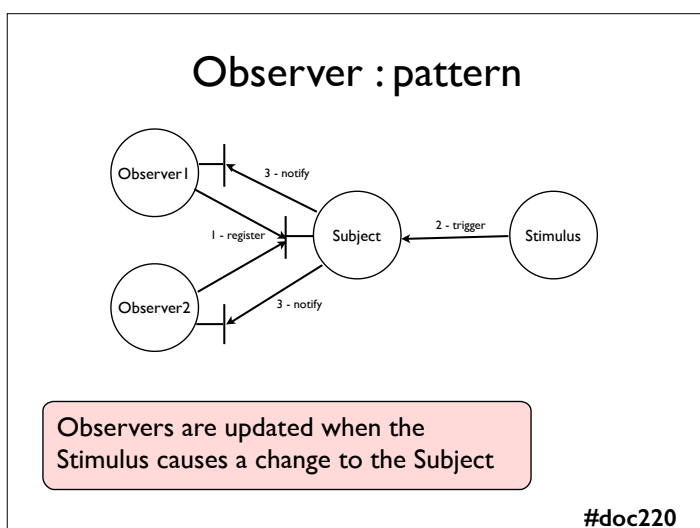 Observer : pattern
Observer1
3 - notify
1 - register
Subject
2 - trigger
Stimulus
Observer2
3 - notify
Observers are updated when the
Stimulus causes a change to the Subject
#doc220